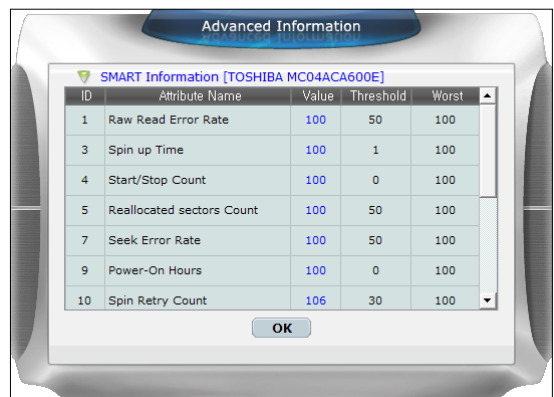 Advanced Information
SMART Information [TOSHIBA MC04ACA600E]
ID Attribute Name Value Threshold Worst
1 Raw Read Error Rate 100 50 100
3 Spin up Time 100 1 100
4 Start/Stop Count 100 0 100
5 Reallocated sectors Count 100 50 100
7 Seek Error Rate 100 50 100
9 Power-On Hours 100 0 100
10 Spin Retry Count 106 30 100
OK